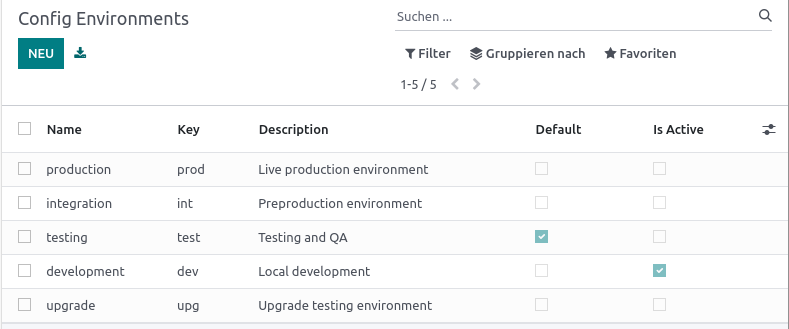 Config Environments
Suchen ...
NEU
Filter Gruppieren nach Favoriten
1-5 / 5
Name Key Description Default Is Active
production prod Live production environment
integration int Preproduction environment
testing test Testing and QA
development dev Local development
upgrade upg Upgrade testing environment